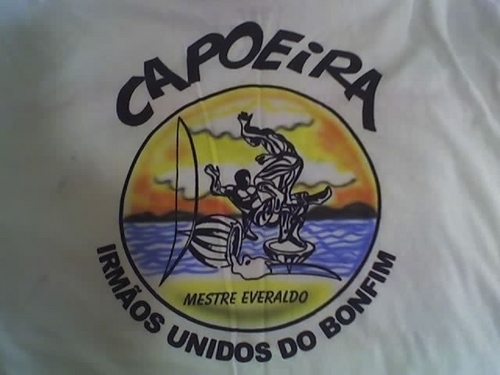 CAPOEiRA
MESTRE EVERALDO
IRMÃOS UNIDOS DO BONFIM